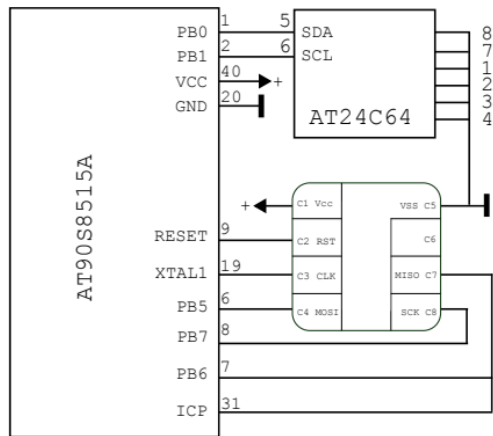 PB0 1 5 SDA 8
PB1 2 6 SCL 7
VCC 40 + 1
GND 20 2
AT24C64 3
4
AT90S8515A
+ C1 Vcc VSS C5
RESET 9 C2 RST C6
XTAL1 19 C3 CLK MISO C7
PB5 6 C4 MOSI SCK C8
PB7 8
PB6 7
ICP 31